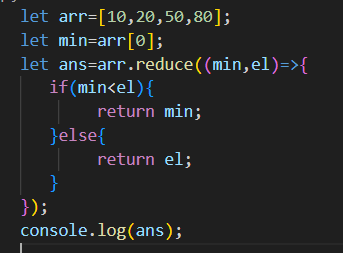 let arr=[10,20,50,80];
let min=arr[0];
let ans=arr.reduce((min,el)=>{
if(min<el){
return min;
}else{
return el;
}
});
console.log(ans);